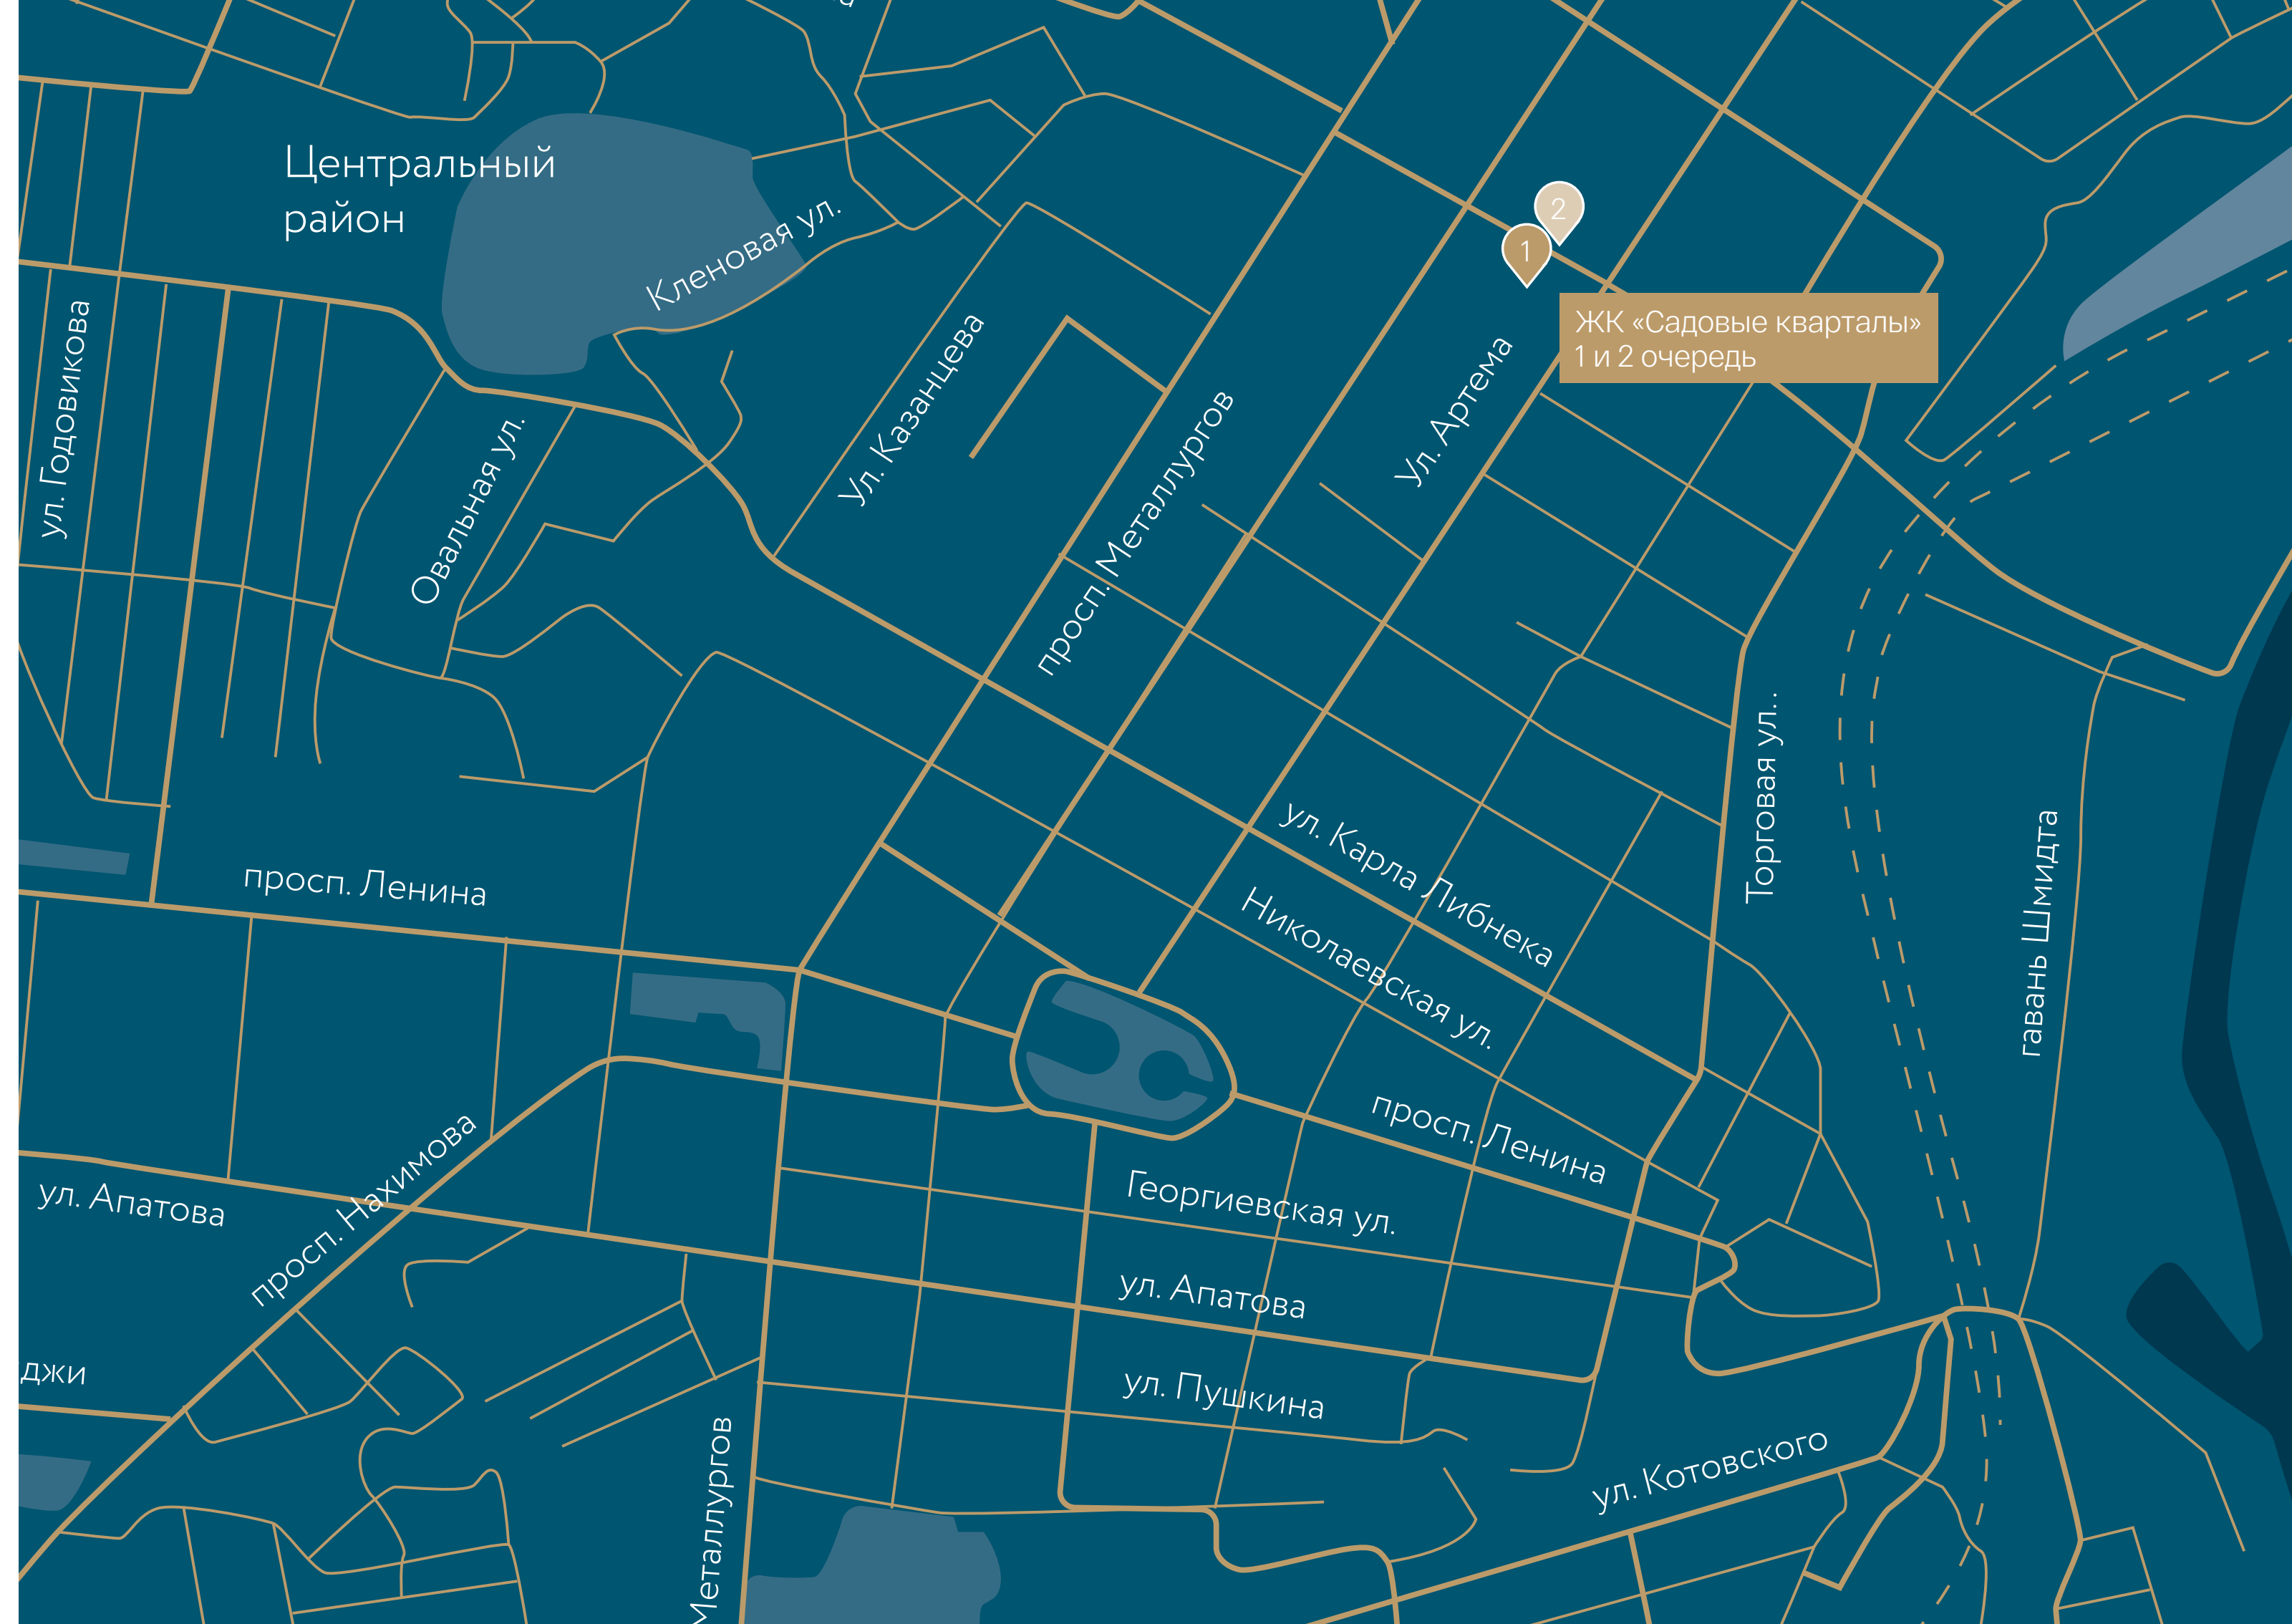 Центральный
район
Кленовая ул.
2
1
ЖК «Садовые кварталы»
1 и 2 очередь
ул. Годовикова
Овальная ул.
Ул. Казанцева
просп. Металлургов
Ул. Артема
Торговая ул..
гавань Шмидта
ул. Карла Либнека
Николаевская ул.
просп. Ленина
просп. Ленина
Георгиевская ул.
ул. Апатова
просп. Нахимова
ул. Апатова
джи
ул. Пушкина
Металлургов
ул. Котовского